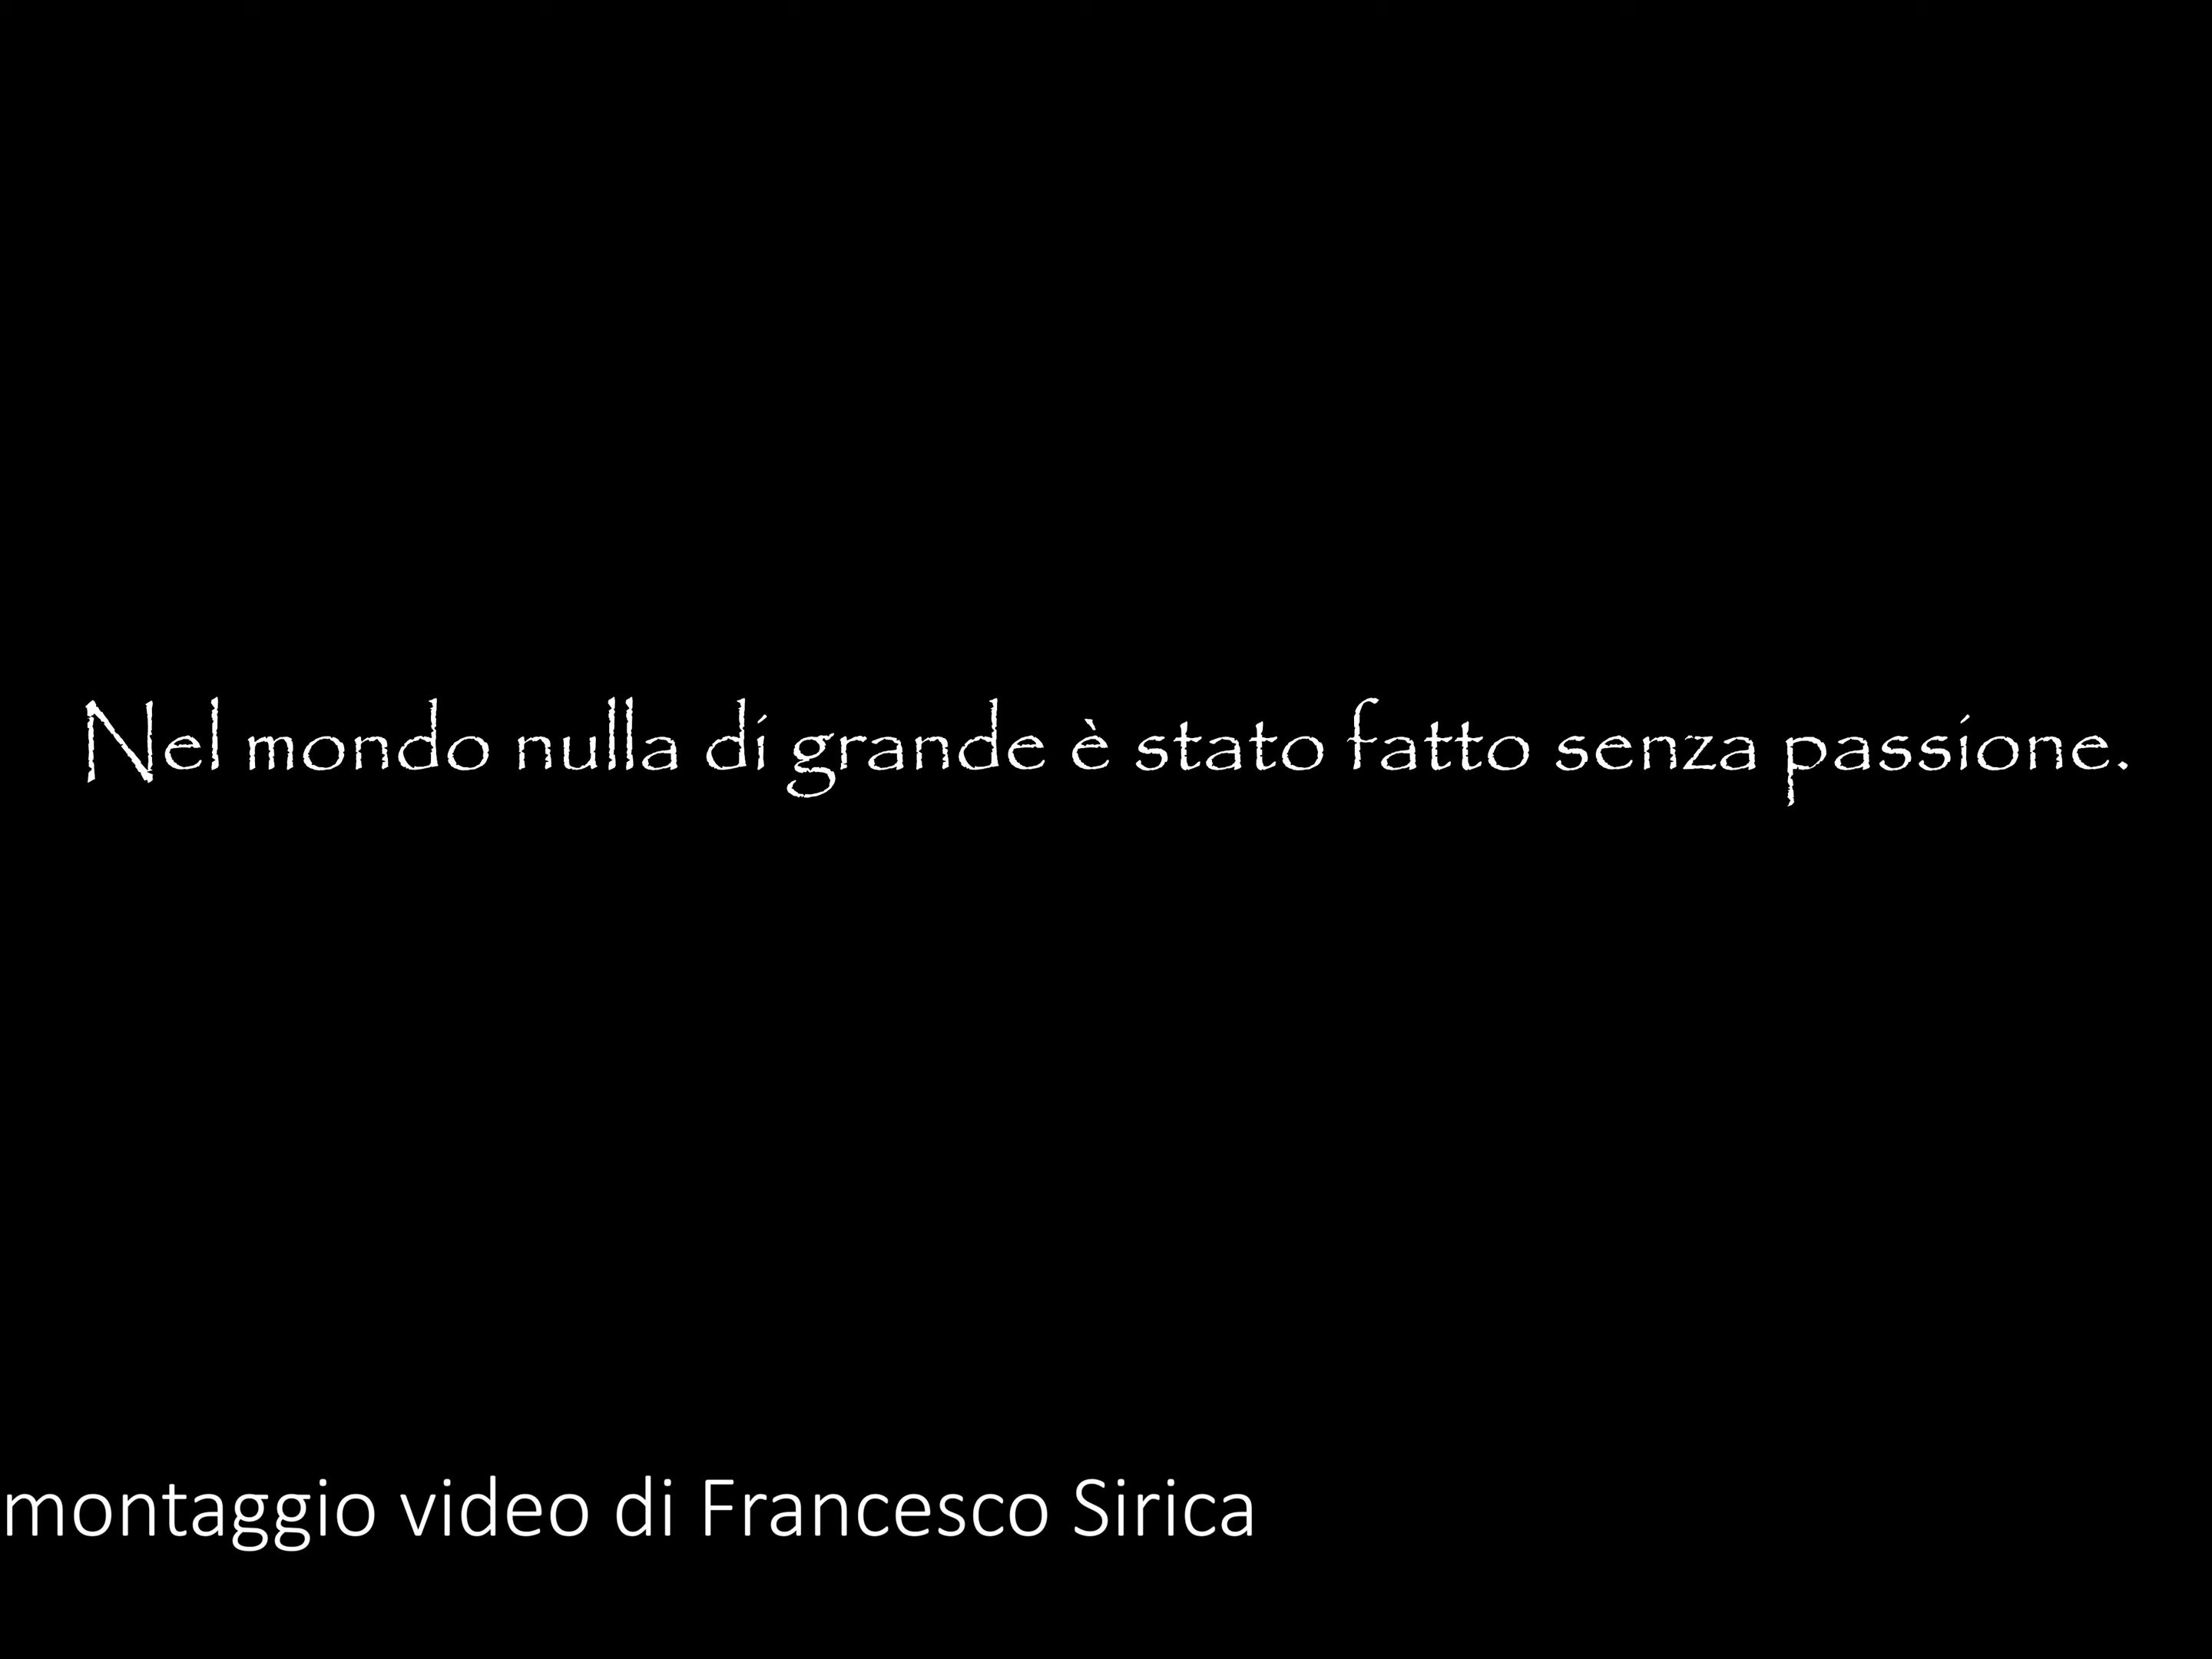 Nel mondo nulla di grande è stato fatto senza passione.
montaggio video di Francesco Sirica